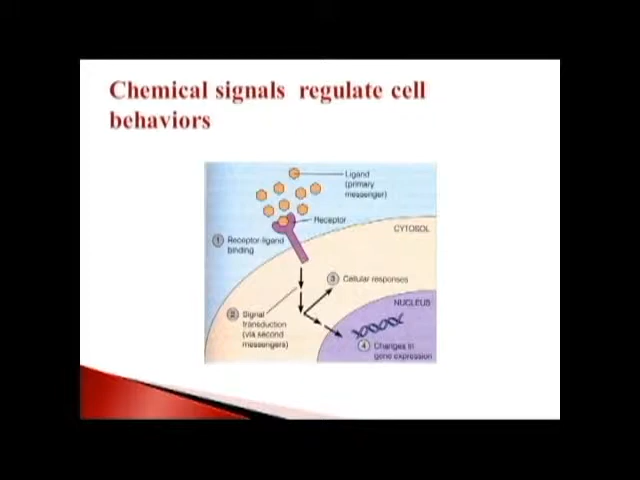 Chemical signals regulate cell
behaviors
Ligand
(primary
messenger)
Receptor
CYTOSOL
1 Receptor-ligand
binding
3 Cellular responses
NUCLEUS
2 Signal
transduction
(via second
messengers)
4 Changes in
gene expression